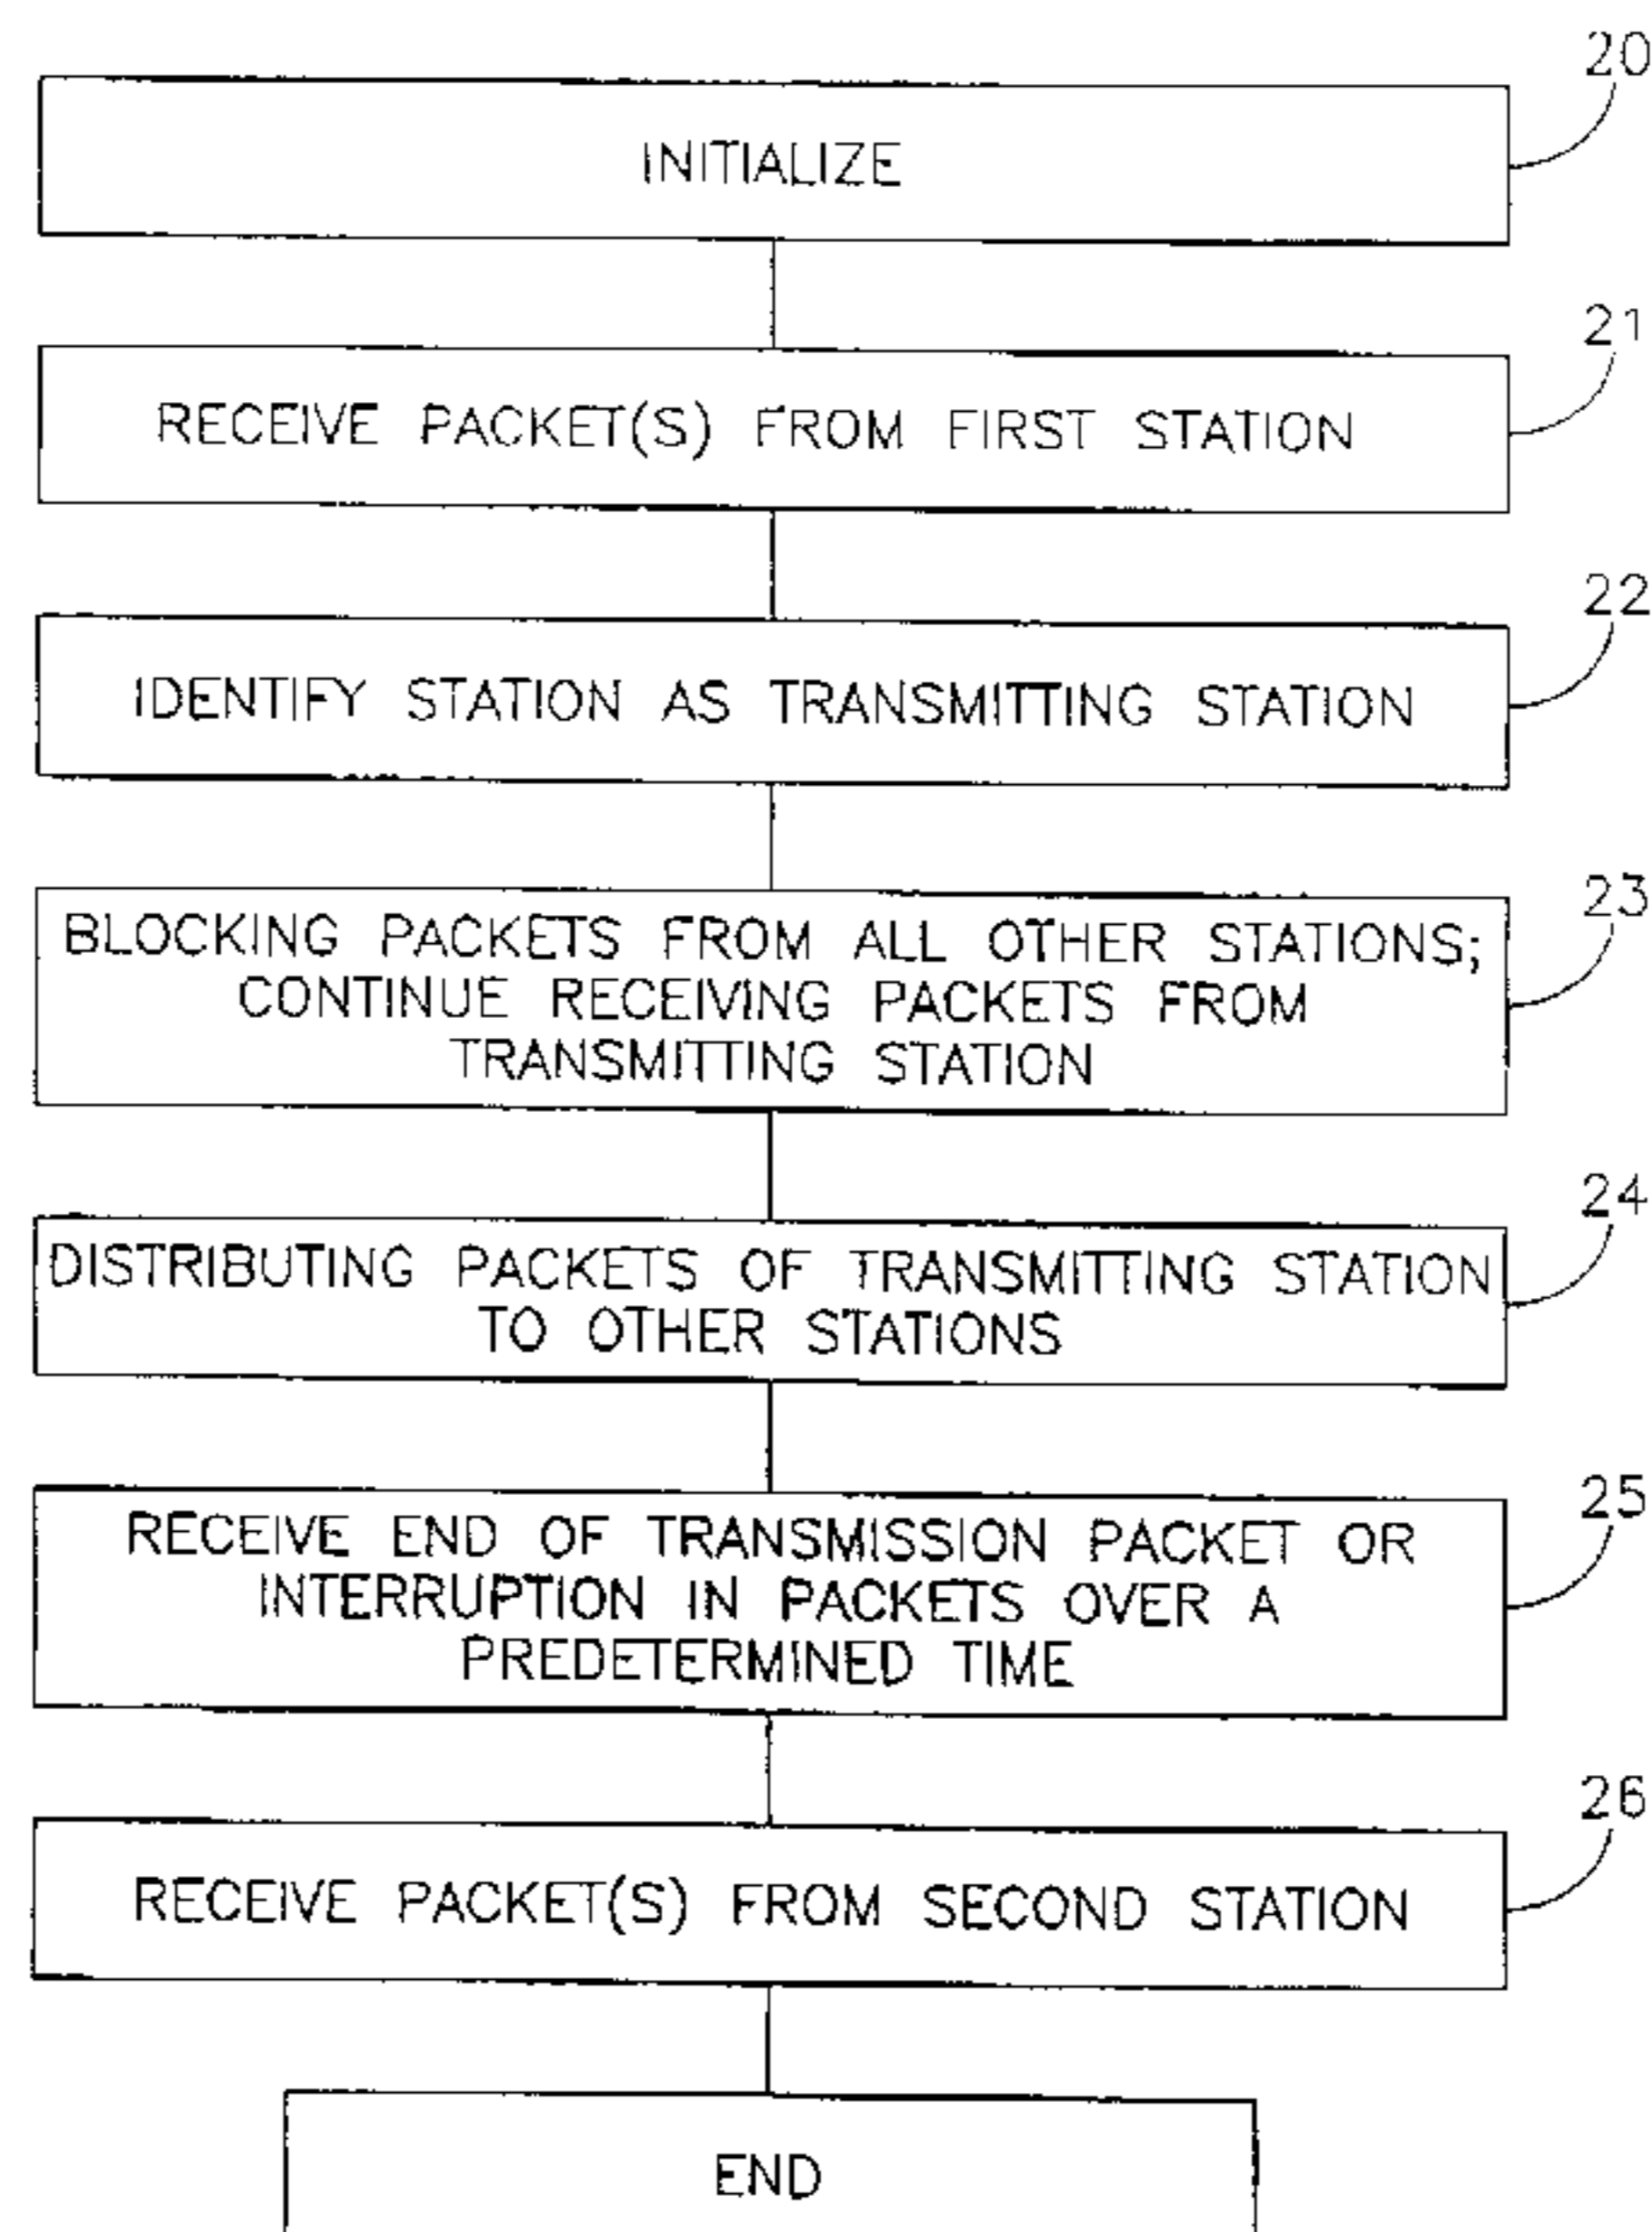 20
INITIALIZE
21
RECEIVE PACKET(S) FROM FIRST STATION
22
IDENTIFY STATION AS TRANSMITTING STATION
23
BLOCKING PACKETS FROM ALL OTHER STATIONS;
CONTINUE RECEIVING PACKETS FROM
TRANSMITTING STATION
24
DISTRIBUTING PACKETS OF TRANSMITTING STATION
TO OTHER STATIONS
25
RECEIVE END OF TRANSMISSION PACKET OR
INTERRUPTION IN PACKETS OVER A
PREDETERMINED TIME
26
RECEIVE PACKET(S) FROM SECOND STATION
END